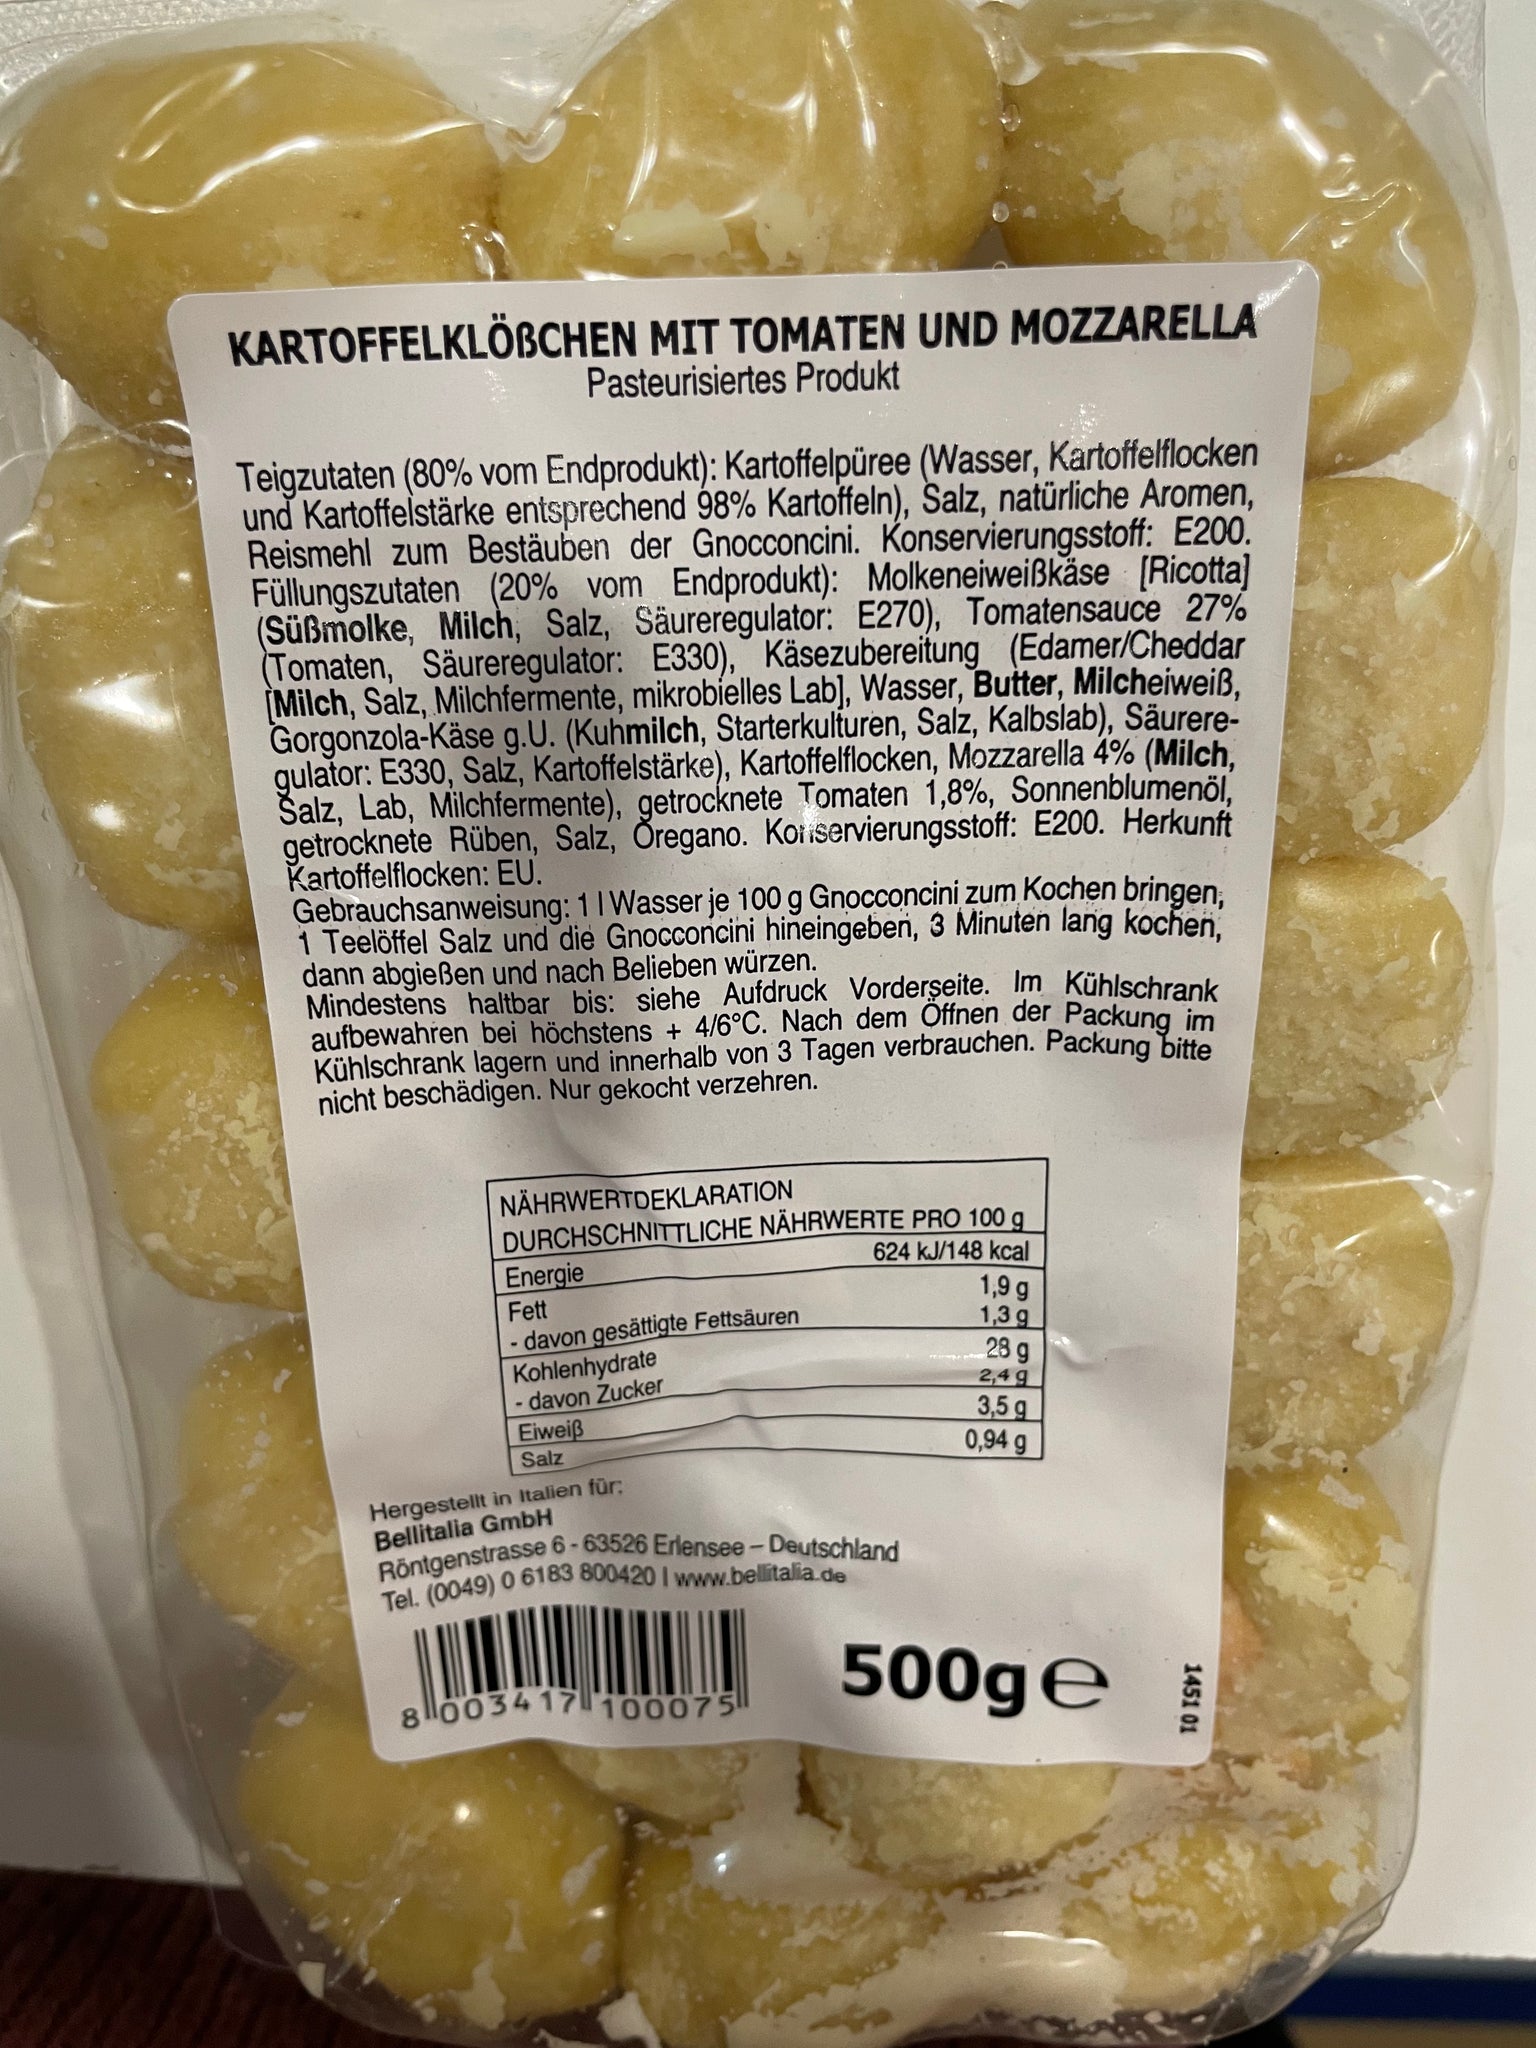 KARTOFFELKLÖßCHEN MIT TOMATEN UND MOZZARELLA
Pasteurisiertes Produkt
Teigzutaten (80% vom Endprodukt): Kartoffelpüree (Wasser, Kartoffelflocken
und Kartoffelstärke entsprechend 98% Kartoffeln), Salz, natürliche Aromen,
Reismehl zum Bestäuben der Gnocconcini. Konservierungsstoff: E200.
Füllungszutaten (20% vom Endprodukt): Molkeneiweißkäse [Ricotta]
(Süßmolke, Milch, Salz, Säureregulator: E270), Tomatensauce 27%
(Tomaten, Säureregulator: E330), Käsezubereitung (Edamer/Cheddar
[Milch, Salz, Milchfermente, mikrobielles Lab], Wasser, Butter, Milcheiweiß,
Gorgonzola-Käse g.U. (Kuhmilch, Starterkulturen, Salz, Kalbslab), Säurere-
gulator: E330, Salz, Kartoffelstärke), Kartoffelflocken, Mozzarella 4% (Milch,
Salz, Lab, Milchfermente), getrocknete Tomaten 1,8%, Sonnenblumenöl,
getrocknete Rüben, Salz, Oregano. Konservierungsstoff: E200. Herkunft
Kartoffelflocken: EU.
Gebrauchsanweisung: 1 l Wasser je 100 g Gnocconcini zum Kochen bringen,
1 Teelöffel Salz und die Gnocconcini hineingeben, 3 Minuten lang kochen,
dann abgießen und nach Belieben würzen.
Mindestens haltbar bis: siehe Aufdruck Vorderseite. Im Kühlschrank
aufbewahren bei höchstens + 4/6°C. Nach dem Öffnen der Packung im
Kühlschrank lagern und innerhalb von 3 Tagen verbrauchen. Packung bitte
nicht beschädigen. Nur gekocht verzehren.
NÄHRWERTDEKLARATION
DURCHSCHNITTLICHE NÄHRWERTE PRO 100 g
Energie 624 kJ/148 kcal
Fett 1,9 g
- davon gesättigte Fettsäuren 1,3 g
Kohlenhydrate 28 g
- davon Zucker 2,4 g
Eiweiß 3,5 g
Salz 0,94 g
Hergestellt in Italien für:
Bellitalia GmbH
Röntgenstrasse 6 - 63526 Erlensee – Deutschland
Tel. (0049) 0 6183 800420 | www.bellitalia.de
8 003417 100075
500g e
1451 01